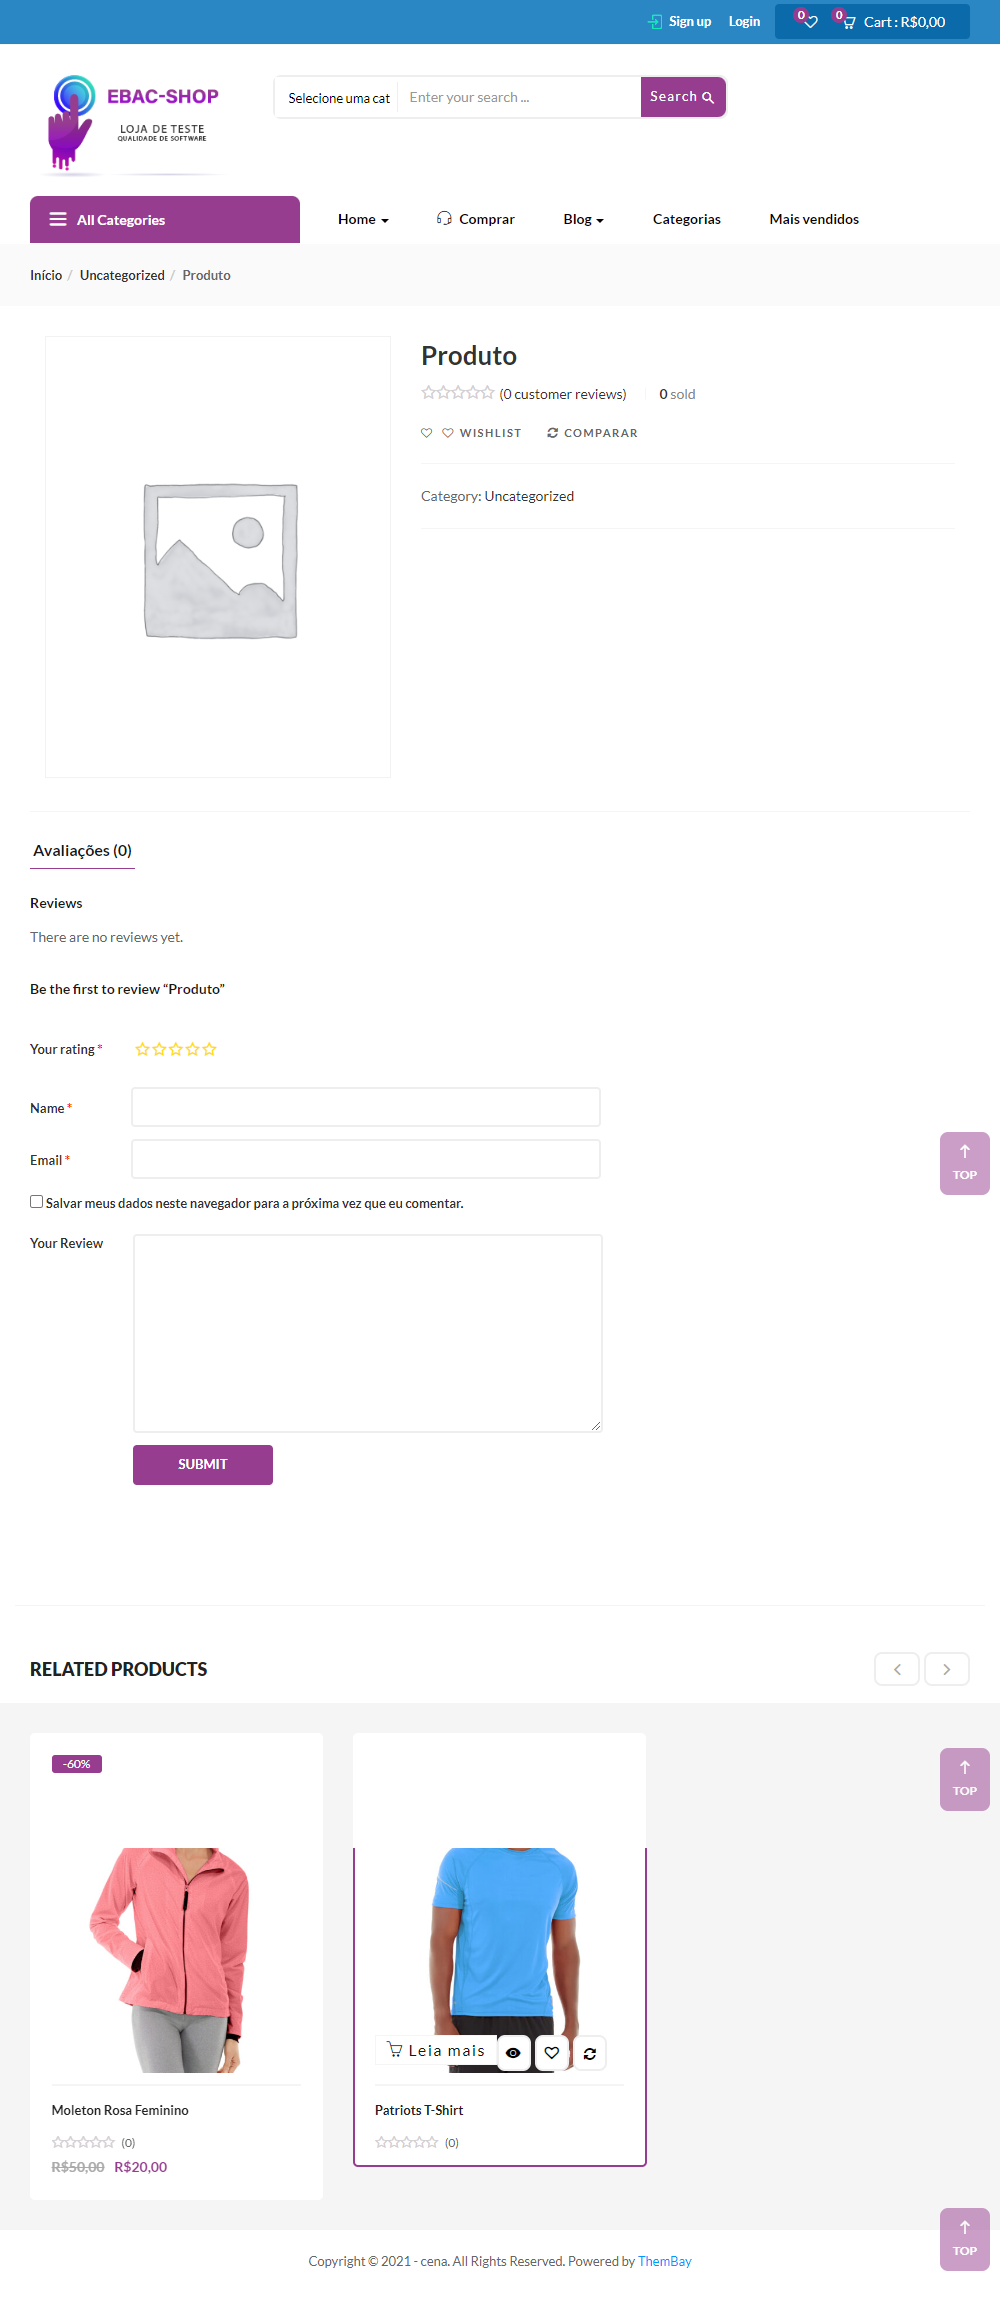 Sign up Login 0 0 Cart : R$0,00
EBAC-SHOP
LOJA DE TESTE
QUALIDADE DE SOFTWARE
Selecione uma cat Enter your search ... Search
All Categories Home Comprar Blog Categorias Mais vendidos
Início / Uncategorized / Produto
Produto
(0 customer reviews) 0 sold
WISHLIST COMPARAR
Category: Uncategorized
Avaliações (0)
Reviews
There are no reviews yet.
Be the first to review “Produto”
Your rating *
Name *
Email *
TOP
Salvar meus dados neste navegador para a próxima vez que eu comentar.
Your Review
SUBMIT
RELATED PRODUCTS
-60%
TOP
Leia mais
Moleton Rosa Feminino
(0)
R$50,00 R$20,00
Patriots T-Shirt
(0)
TOP
Copyright © 2021 - cena. All Rights Reserved. Powered by ThemBay